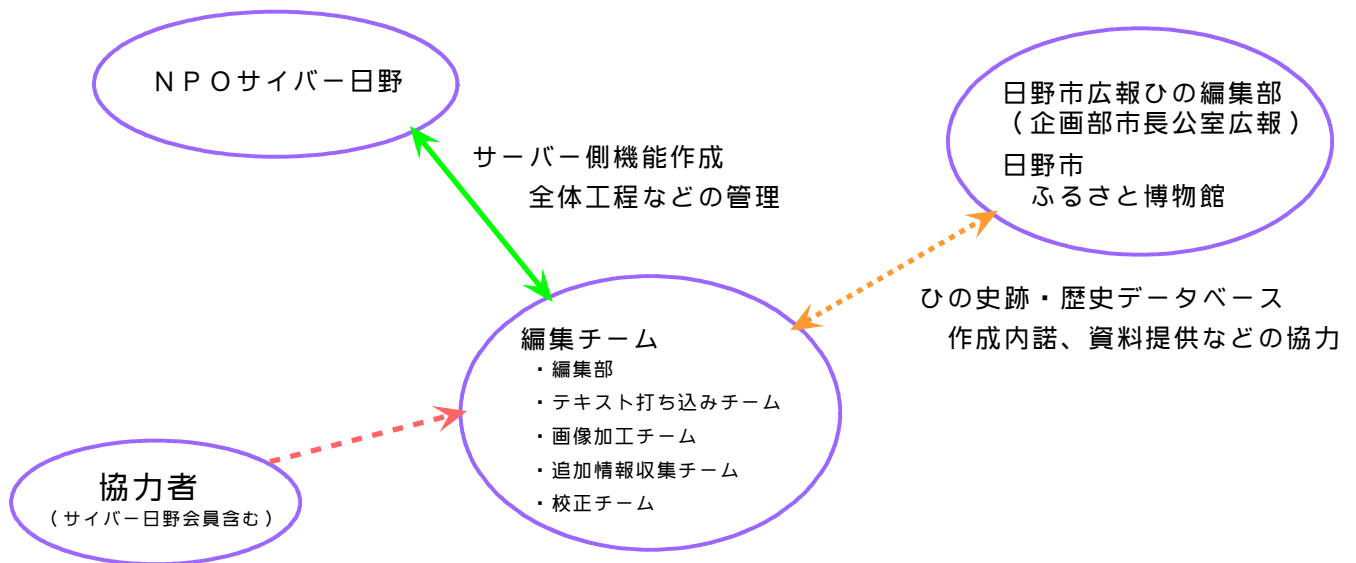 NPOサイバー日野
日野市広報ひの編集部
(企画部市長公室広報)
日野市
ふるさと博物館
サーバー側機能作成
全体工程などの管理
ひの史跡・歴史データベース
作成内諾、資料提供などの協力
編集チーム
・編集部
・テキスト打ち込みチーム
・画像加工チーム
・追加情報収集チーム
・校正チーム
協力者
(サイバー日野会員含む)